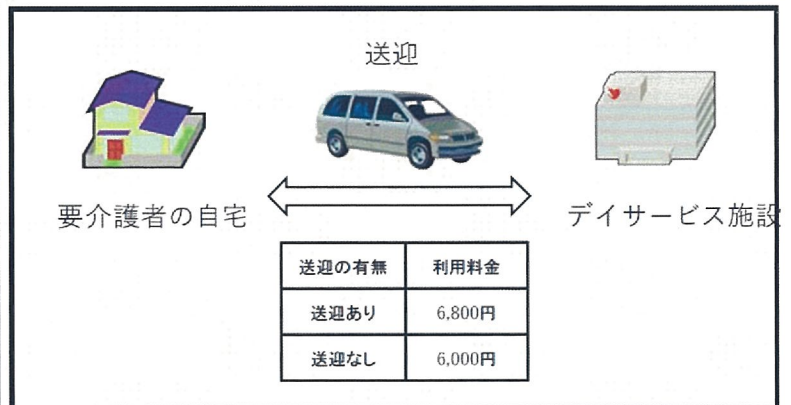 送迎
要介護者の自宅
デイサービス施設
送迎の有無 利用料金
送迎あり 6,800円
送迎なし 6,000円